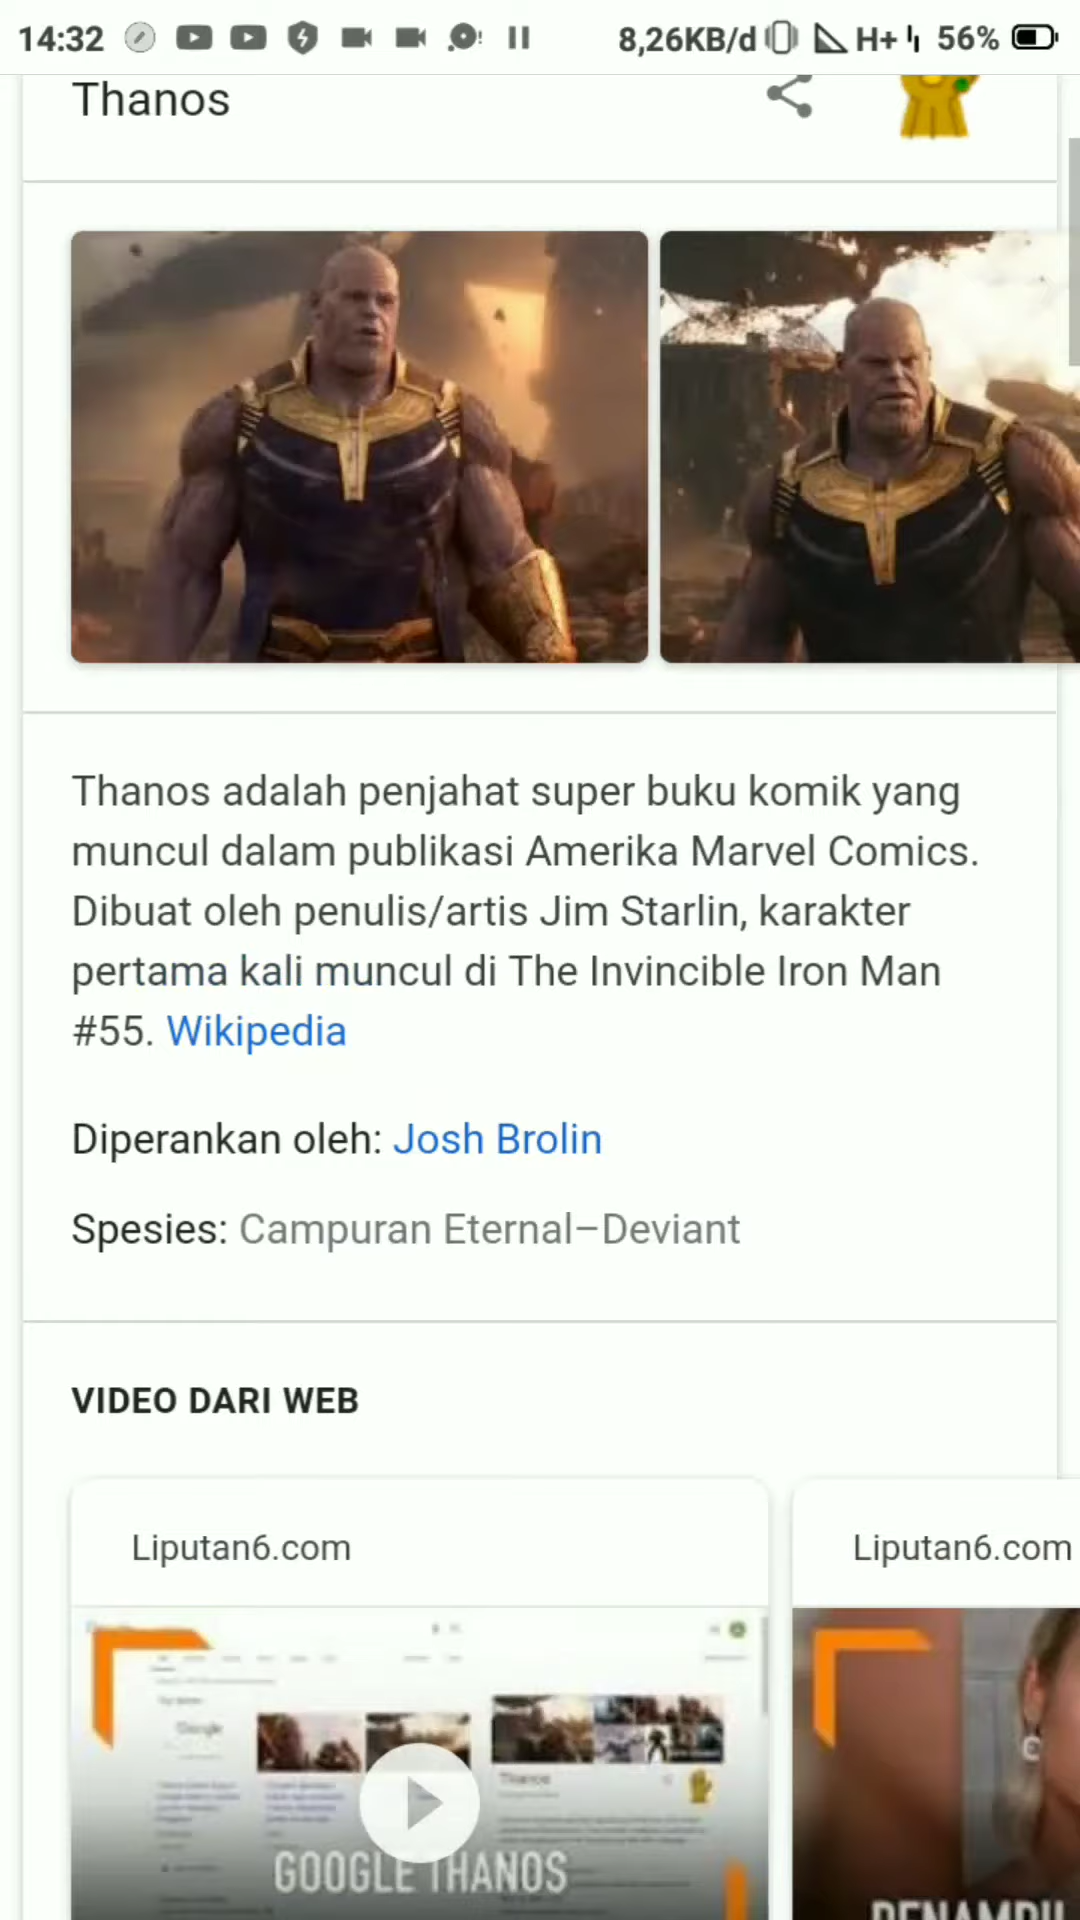 14:32 8,26KB/d H+ 56%
Thanos
Thanos adalah penjahat super buku komik yang
muncul dalam publikasi Amerika Marvel Comics.
Dibuat oleh penulis/artis Jim Starlin, karakter
pertama kali muncul di The Invincible Iron Man
#55. Wikipedia
Diperankan oleh: Josh Brolin
Spesies: Campuran Eternal–Deviant
VIDEO DARI WEB
Liputan6.com
Liputan6.com
Google
Thanos
GOOGLE THANOS